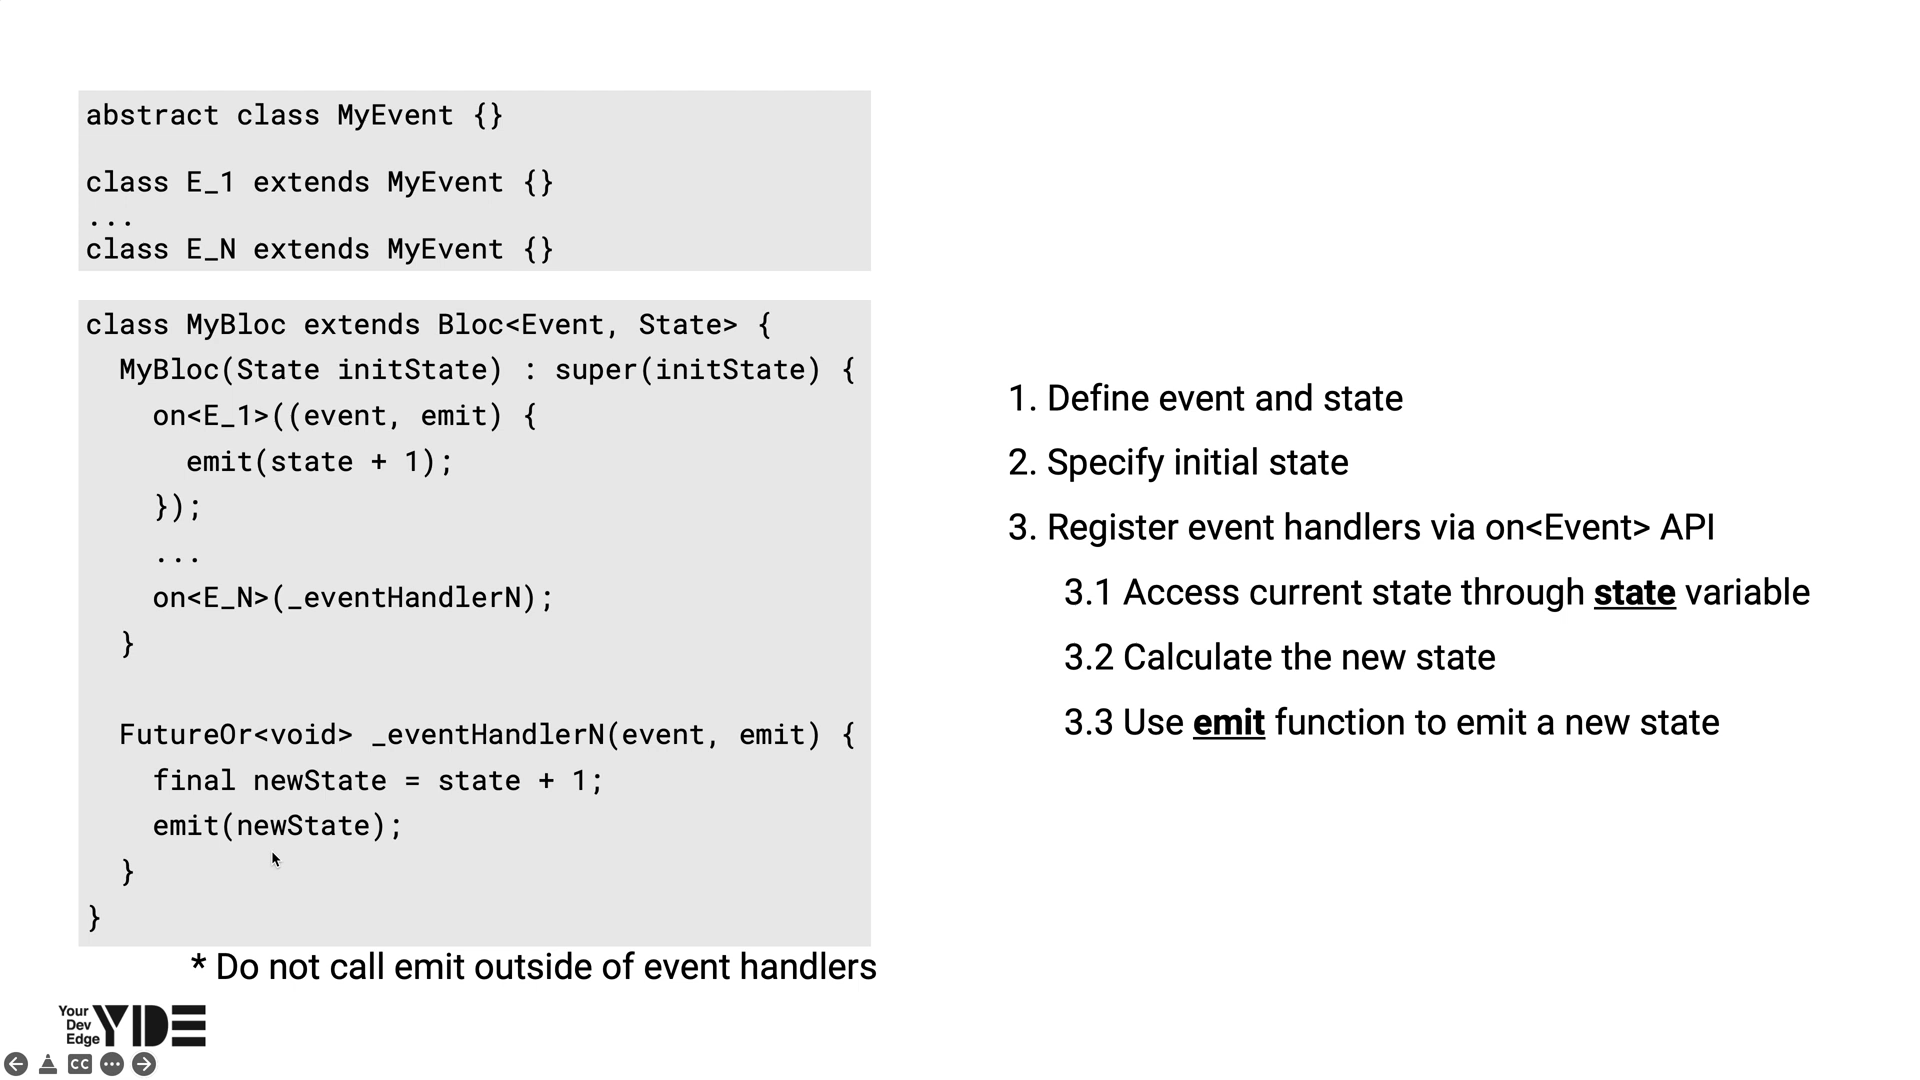 abstract class MyEvent {}
class E_1 extends MyEvent {}
...
class E_N extends MyEvent {}
class MyBloc extends Bloc<Event, State> {
MyBloc(State initState) : super(initState) {
on<E_1>((event, emit) {
emit(state + 1);
});
...
on<E_N>(_eventHandlerN);
}
FutureOr<void> _eventHandlerN(event, emit) {
final newState = state + 1;
emit(newState);
}
}
* Do not call emit outside of event handlers
1. Define event and state
2. Specify initial state
3. Register event handlers via on<Event> API
3.1 Access current state through state variable
3.2 Calculate the new state
3.3 Use emit function to emit a new state
Your
Dev
Edge
YDE
CC